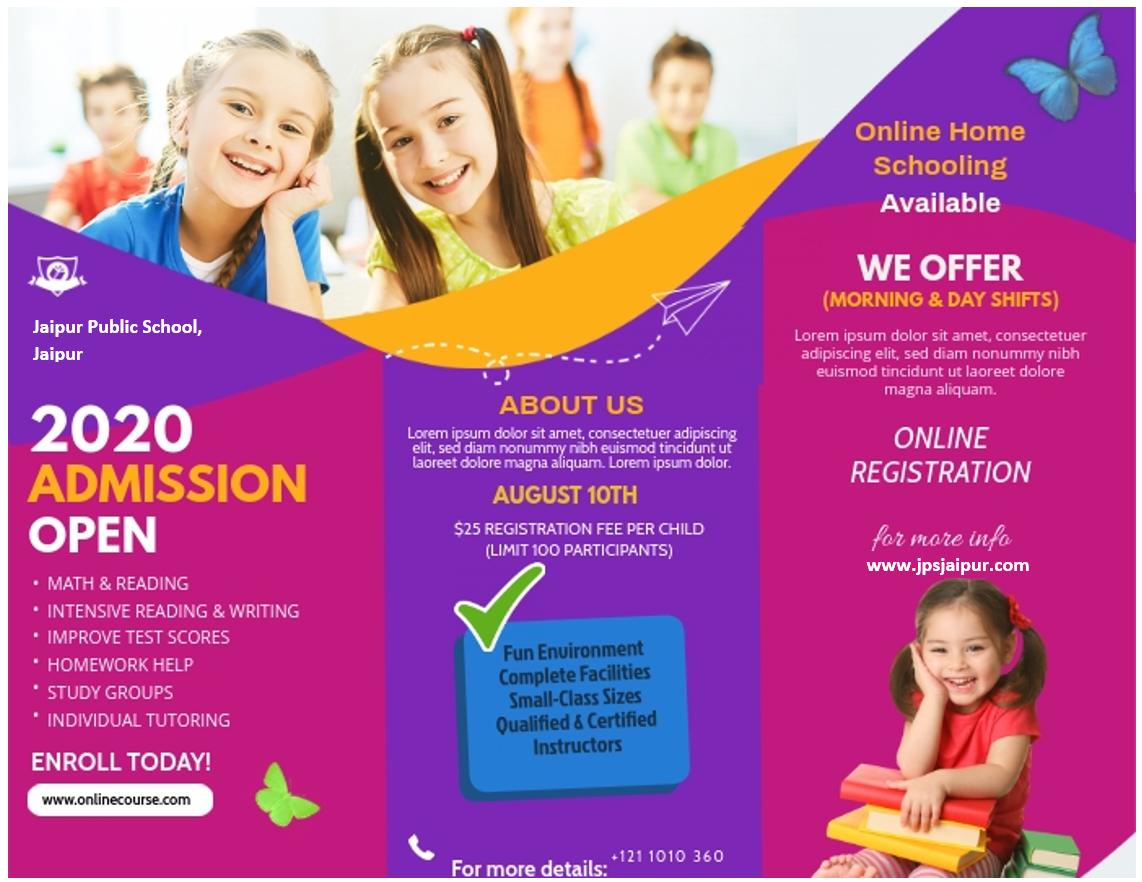 Jaipur Public School,
Jaipur
2020
ADMISSION
OPEN
• MATH & READING
• INTENSIVE READING & WRITING
• IMPROVE TEST SCORES
• HOMEWORK HELP
• STUDY GROUPS
• INDIVIDUAL TUTORING
ENROLL TODAY!
www.onlinecourse.com
ABOUT US
Lorem ipsum dolor sit amet, consectetuer adipiscing
elit, sed diam nonummy nibh euismod tincidunt ut
laoreet dolore magna aliquam. Lorem ipsum dolor.
AUGUST 10TH
$25 REGISTRATION FEE PER CHILD
(LIMIT 100 PARTICIPANTS)
Fun Environment
Complete Facilities
Small-Class Sizes
Qualified & Certified
Instructors
For more details: +121 1010 360
Online Home
Schooling
Available
WE OFFER
(MORNING & DAY SHIFTS)
Lorem ipsum dolor sit amet, consectetuer
adipiscing elit, sed diam nonummy nibh
euismod tincidunt ut laoreet dolore
magna aliquam.
ONLINE
REGISTRATION
for more info
www.jpsjaipur.com